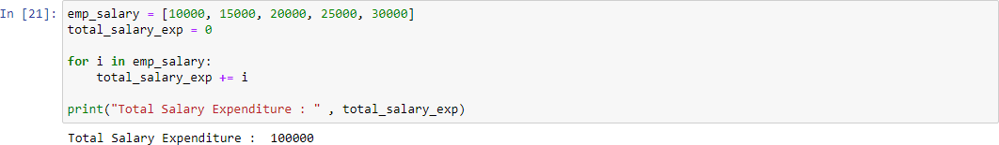 In [21]: emp_salary = [10000, 15000, 20000, 25000, 30000]
total_salary_exp = 0
for i in emp_salary:
    total_salary_exp += i
print("Total Salary Expenditure : " , total_salary_exp)
Total Salary Expenditure :  100000